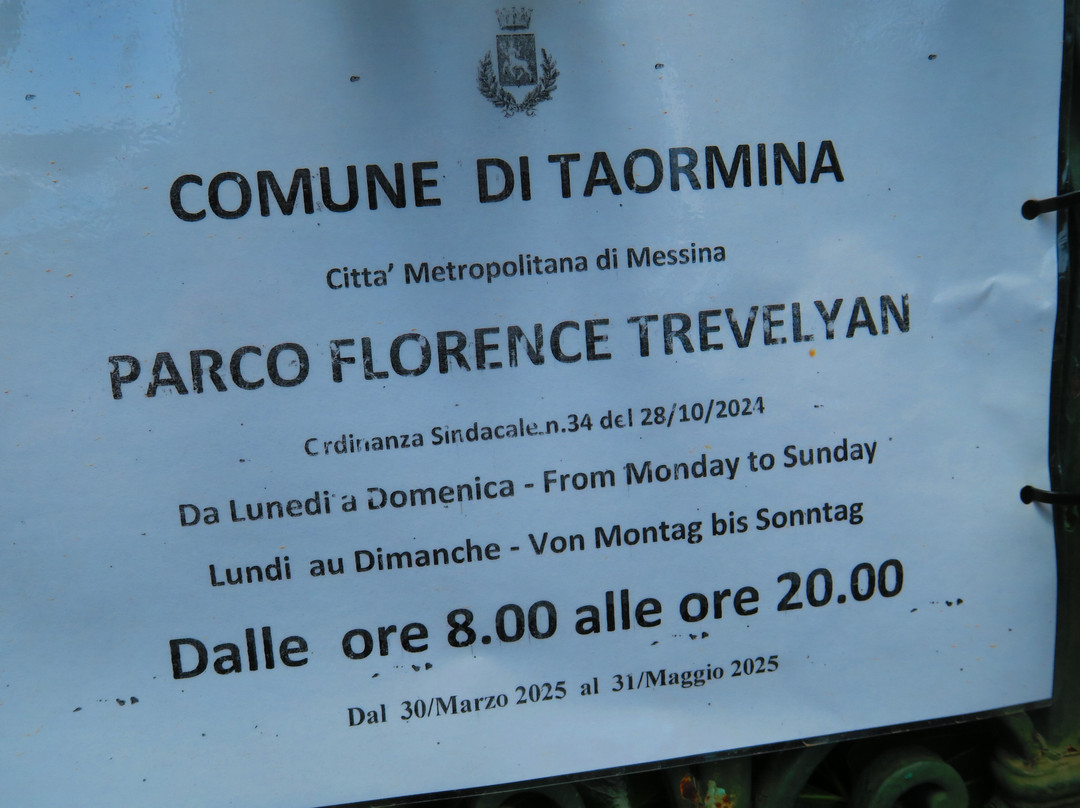 COMUNE DI TAORMINA
Citta' Metropolitana di Messina
PARCO FLORENCE TREVELYAN
Ordinanza Sindacale n.34 del 28/10/2024
Da Lunedi a Domenica - From Monday to Sunday
Lundi au Dimanche - Von Montag bis Sonntag
Dalle ore 8.00 alle ore 20.00
Dal 30/Marzo 2025 al 31/Maggio 2025